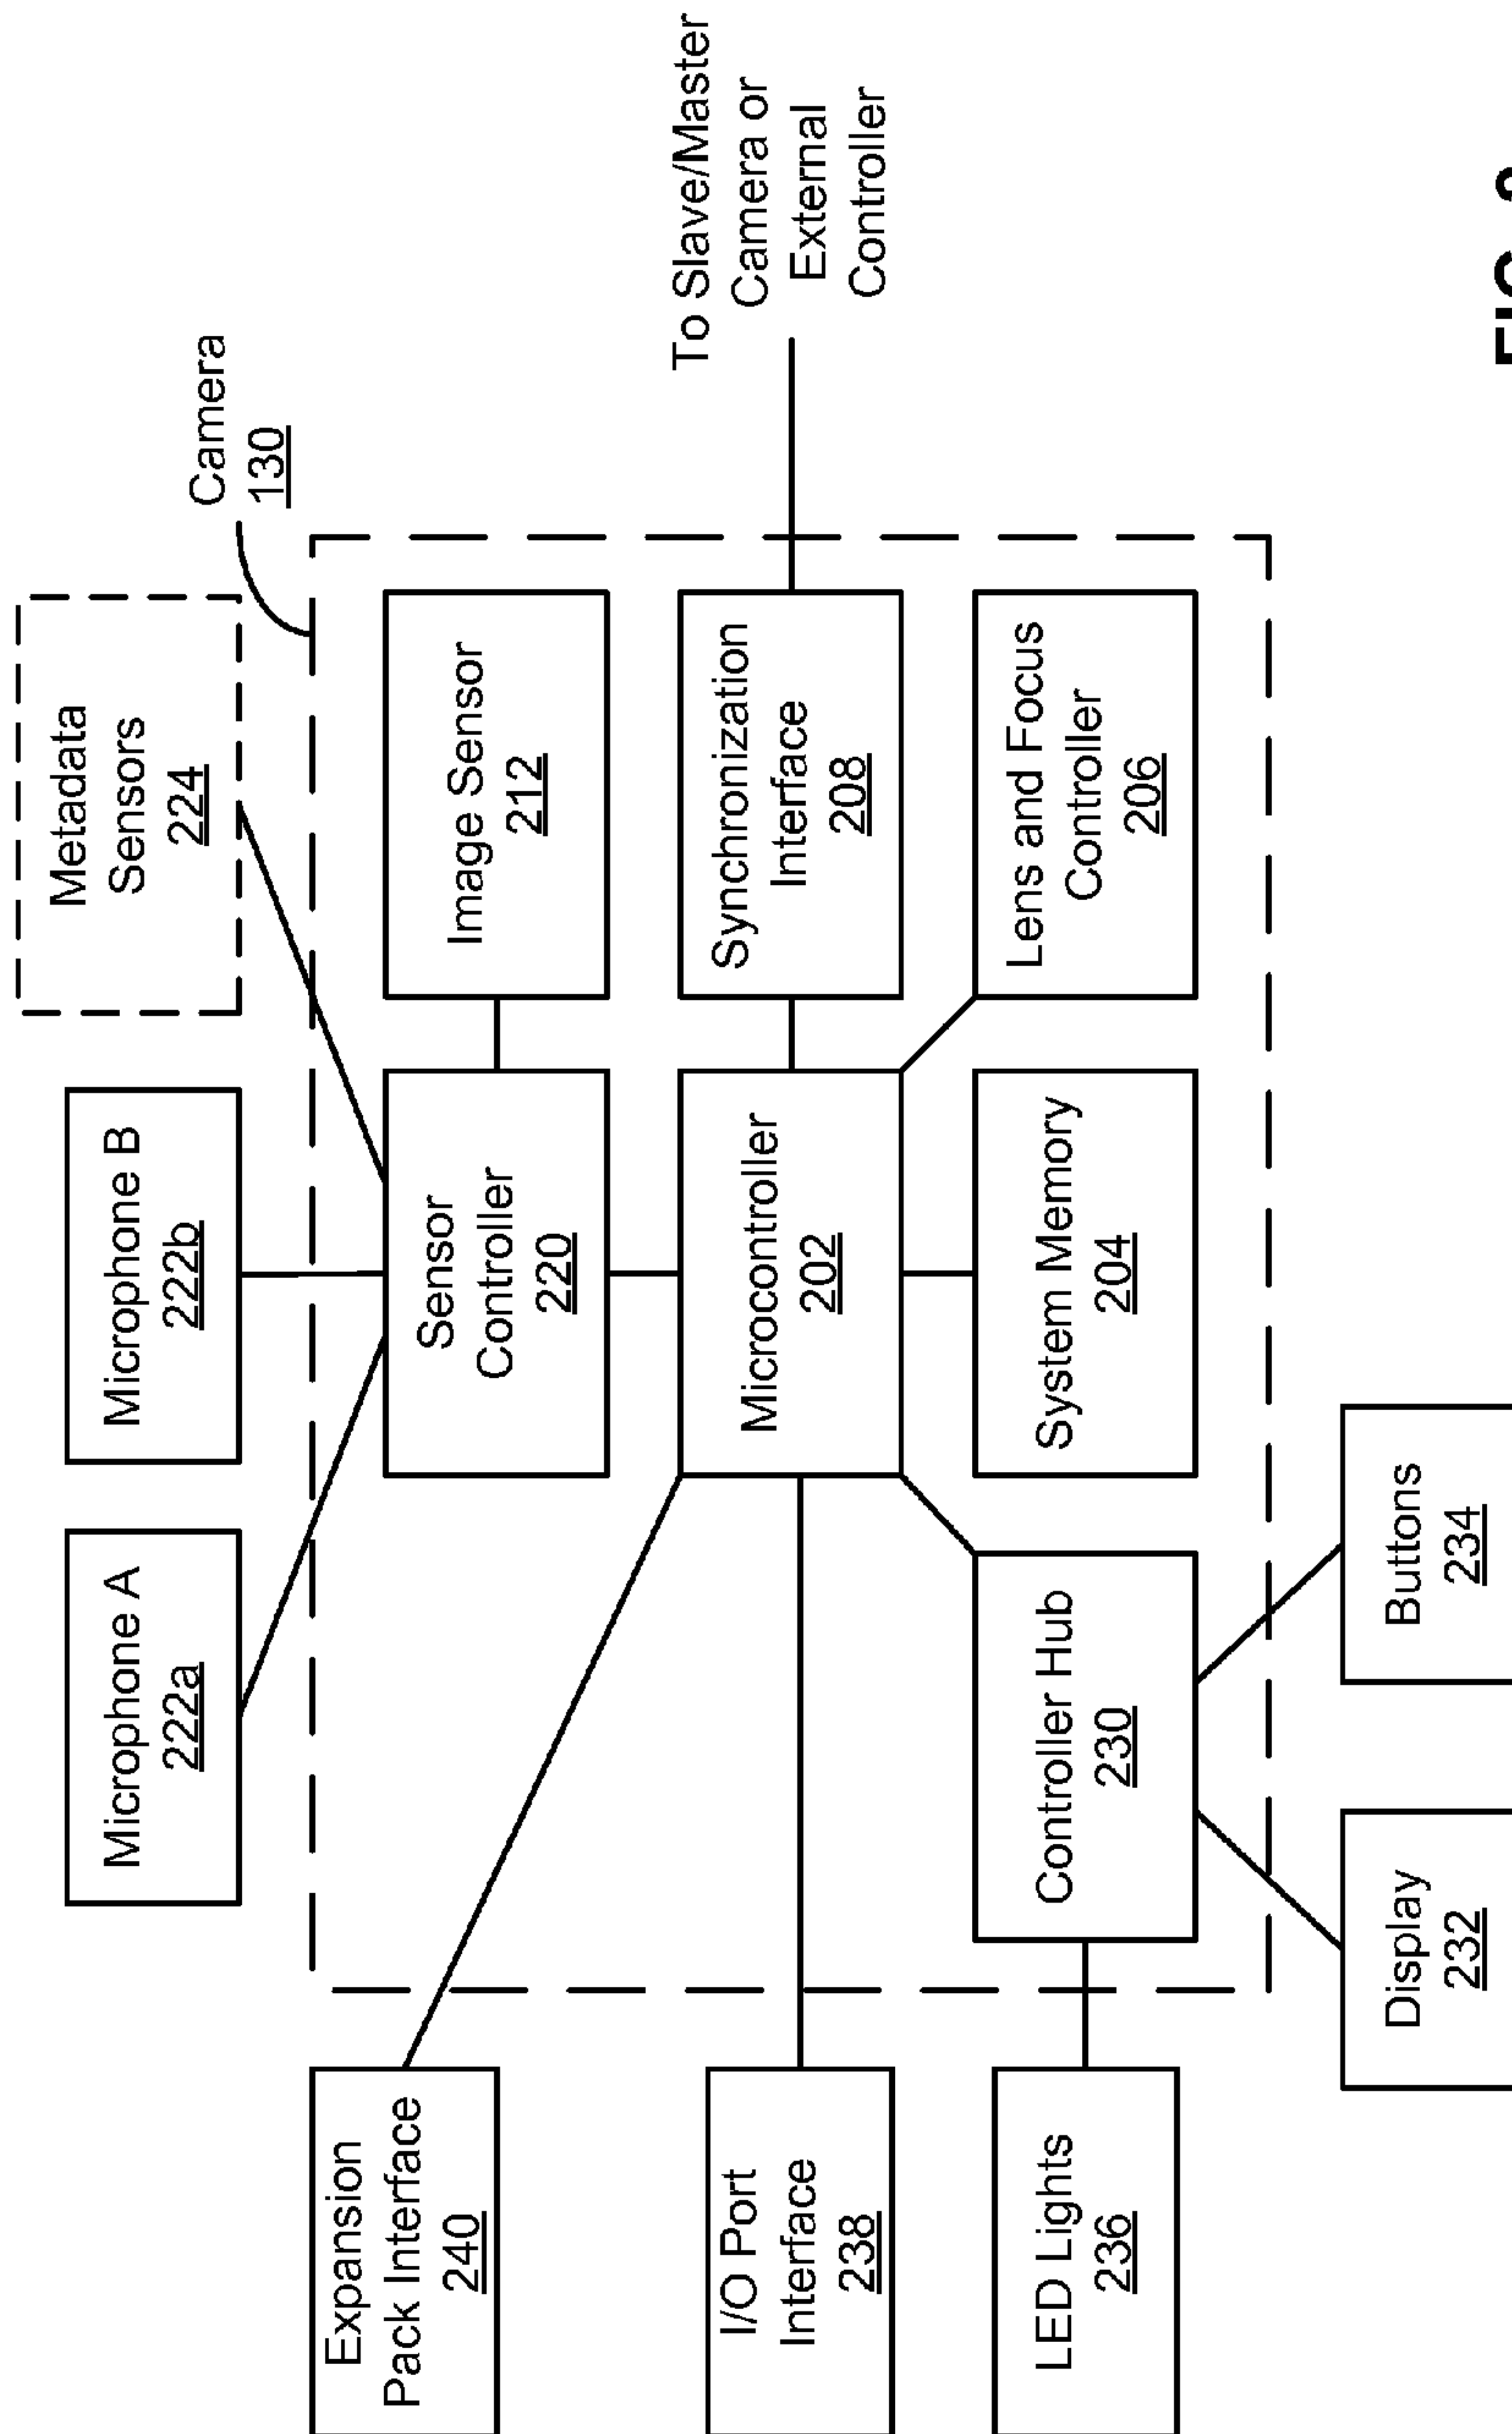 Microphone A
222a
Microphone B
222b
Metadata
Sensors
224
Camera
130
Expansion
Pack Interface
240
Sensor
Controller
220
Image Sensor
212
I/O Port
Interface
238
Microcontroller
202
Synchronization
Interface
208
To Slave/Master
Camera or
External
Controller
LED Lights
236
Controller Hub
230
System Memory
204
Lens and Focus
Controller
206
Display
232
Buttons
234